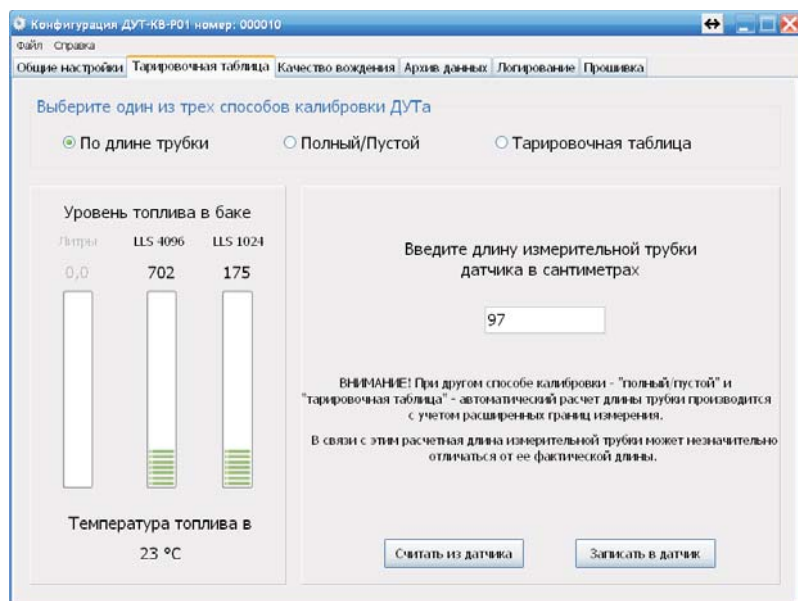 Конфигурация ДУТ-КВ-Р01 номер: 000010
Файл Справка
Общие настройки Тарировочная таблица Качество вождения Архив данных Логирование Прошивка
Выберите один из трех способов калибровки ДУТа
По длине трубки Полный/Пустой Тарировочная таблица
Уровень топлива в баке
Литры LLS 4096 LLS 1024
0,0 702 175
Температура топлива в
23 °C
Введите длину измерительной трубки
датчика в сантиметрах
97
ВНИМАНИЕ! При другом способе калибровки - "полный/пустой" и
"тарировочная таблица" - автоматический расчет длины трубки производится
с учетом расширенных границ измерения.
В связи с этим расчетная длина измерительной трубки может незначительно
отличаться от ее фактической длины.
Считать из датчика Записать в датчик